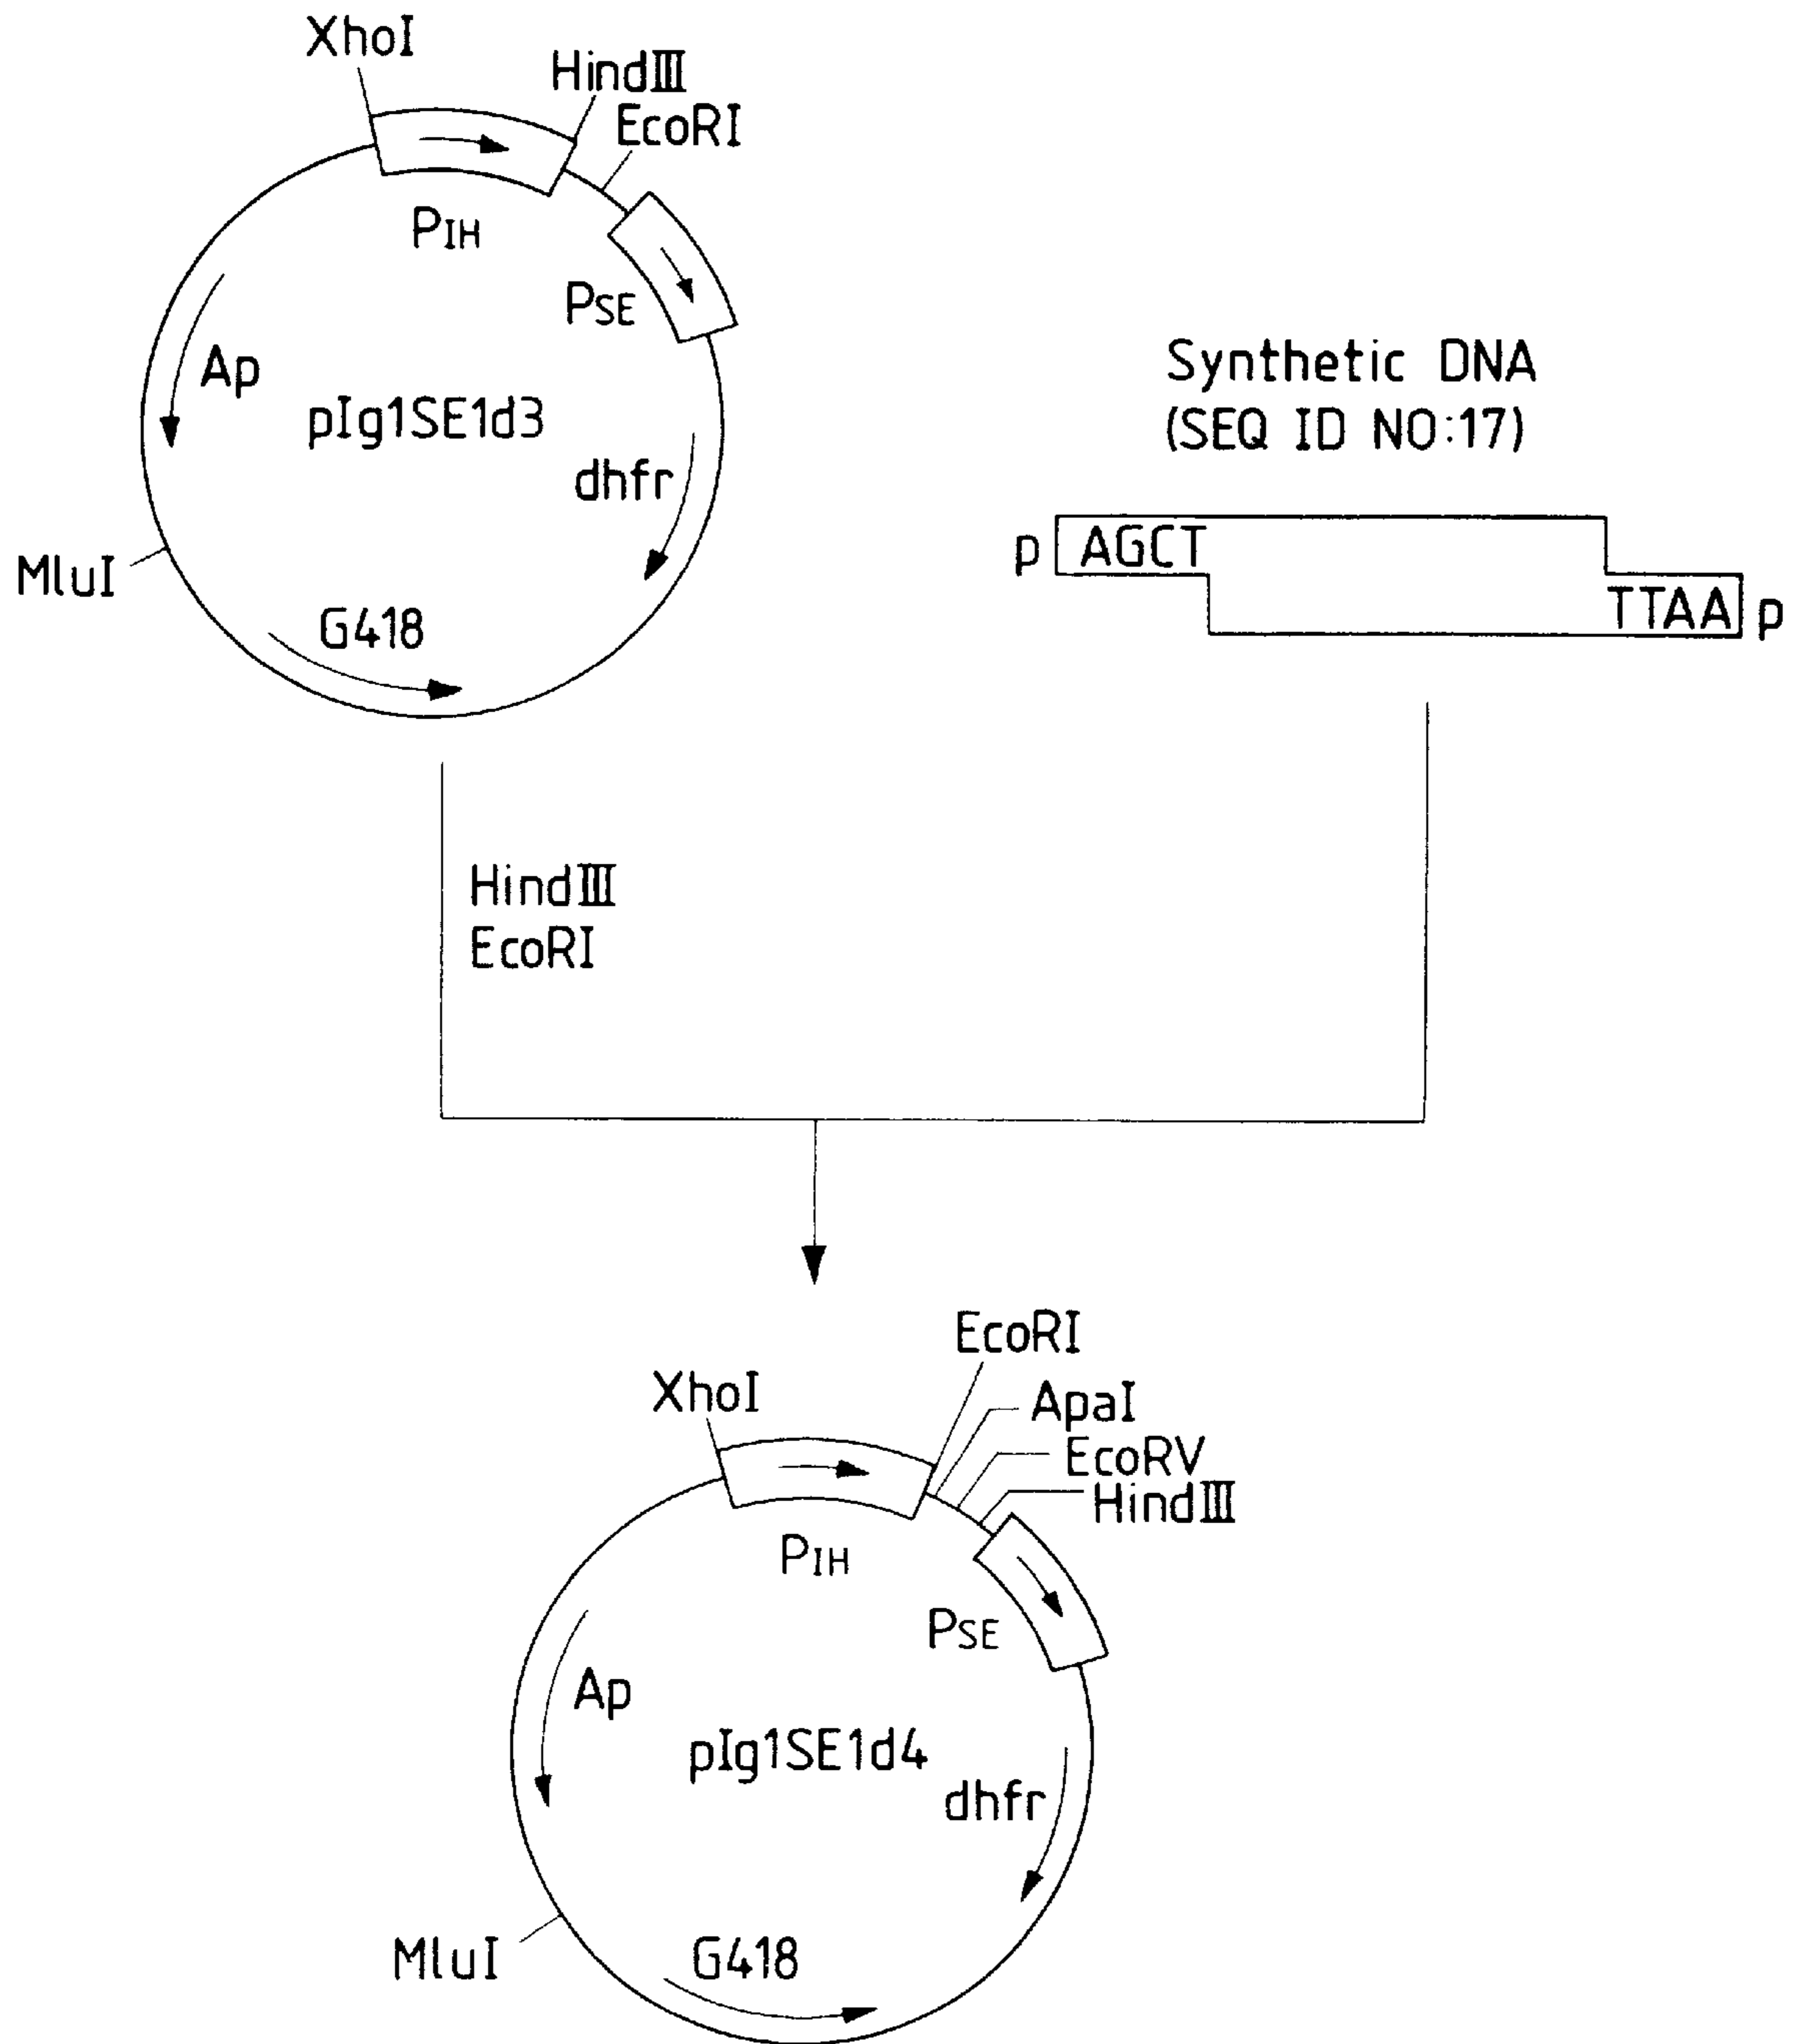 XhoI
HindIII
EcoRI
PIH
PSE
Ap
pIg1SE1d3
dhfr
MluI
G418
Synthetic DNA
(SEQ ID NO:17)
p AGCT
TTAA p
HindIII
EcoRI
EcoRI
XhoI
ApaI
EcoRV
HindIII
PIH
PSE
Ap
pIg1SE1d4
dhfr
MluI
G418